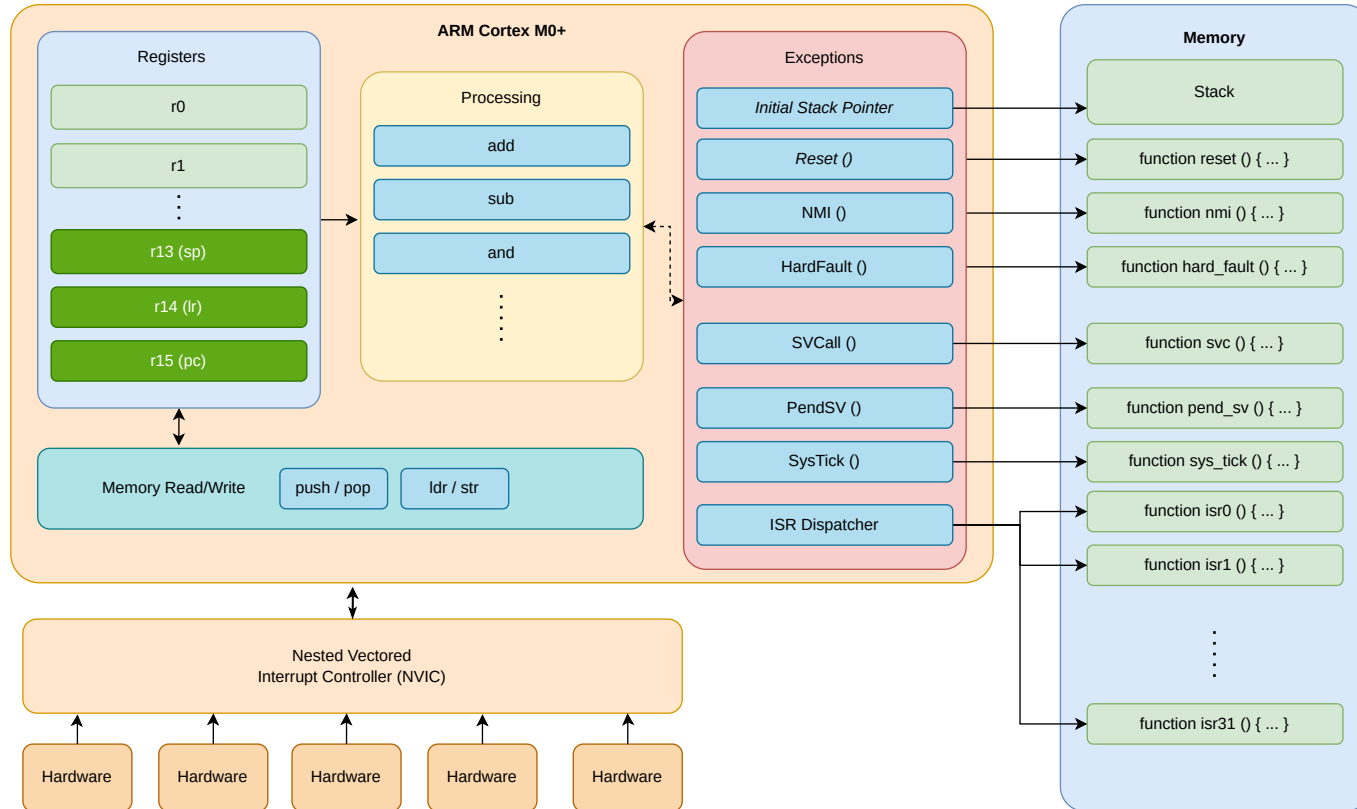 ARM Cortex M0+
Registers
r0
r1
r13 (sp)
r14 (lr)
r15 (pc)
Processing
add
sub
and
Memory Read/Write
push / pop
ldr / str
Exceptions
Initial Stack Pointer
Reset ()
NMI ()
HardFault ()
SVCall ()
PendSV ()
SysTick ()
ISR Dispatcher
Memory
Stack
function reset () { ... }
function nmi () { ... }
function hard_fault () { ... }
function svc () { ... }
function pend_sv () { ... }
function sys_tick () { ... }
function isr0 () { ... }
function isr1 () { ... }
function isr31 () { ... }
Nested Vectored
Interrupt Controller (NVIC)
Hardware
Hardware
Hardware
Hardware
Hardware